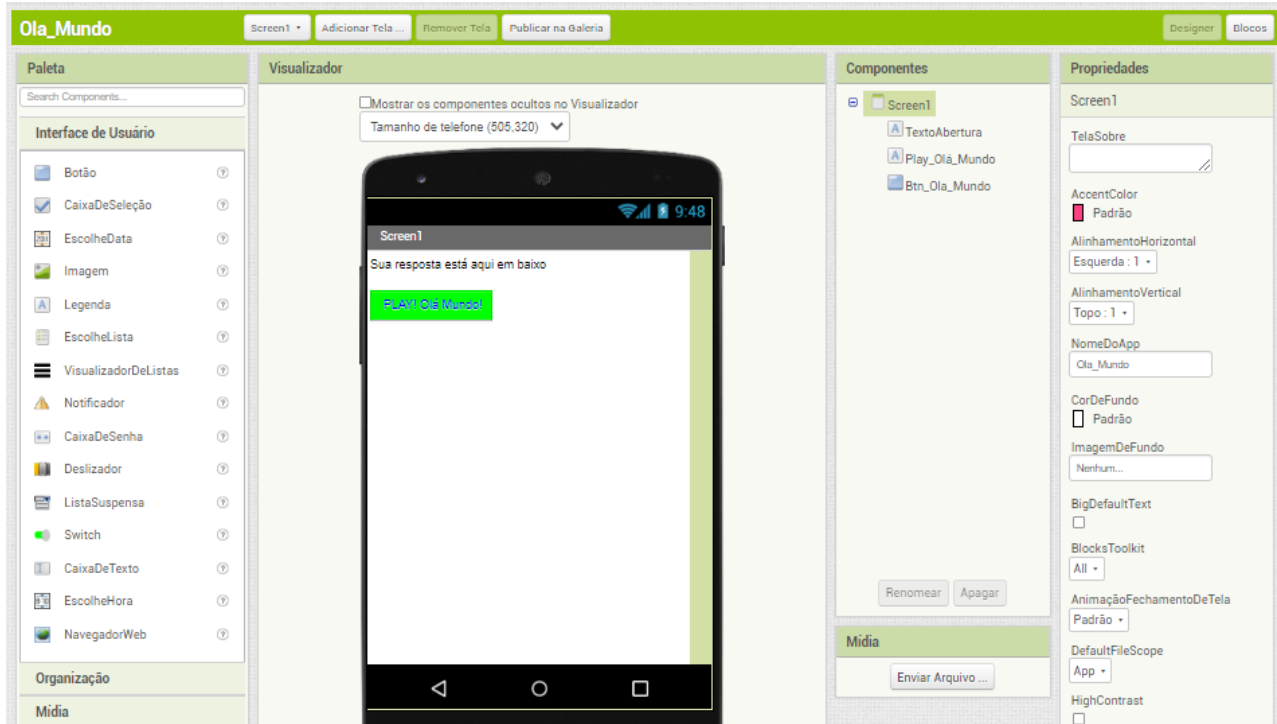 Ola_Mundo
Screen1
Adicionar Tela ...
Remover Tela
Publicar na Galeria
Designer
Blocos
Paleta
Search Components...
Interface de Usuário
Botão
CaixaDeSeleção
EscolheData
Imagem
Legenda
EscolheLista
VisualizadorDeListas
Notificador
CaixaDeSenha
Deslizador
ListaSuspensa
Switch
CaixaDeTexto
EscolheHora
NavegadorWeb
Organização
Mídia
Visualizador
Mostrar os componentes ocultos no Visualizador
Tamanho de telefone (505,320)
9:48
Screen1
Sua resposta está aqui em baixo
PLAY! Olá Mundo!
Componentes
Screen1
TextoAbertura
Play_Olá_Mundo
Btn_Ola_Mundo
Renomear
Apagar
Mídia
Enviar Arquivo ...
Propriedades
Screen1
TelaSobre
AccentColor
Padrão
AlinhamentoHorizontal
Esquerda : 1
AlinhamentoVertical
Topo : 1
NomeDoApp
Ola_Mundo
CorDeFundo
Padrão
ImagemDeFundo
Nenhum...
BigDefaultText
BlocksToolkit
All
AnimaçãoFechamentoDeTela
Padrão
DefaultFileScope
App
HighContrast